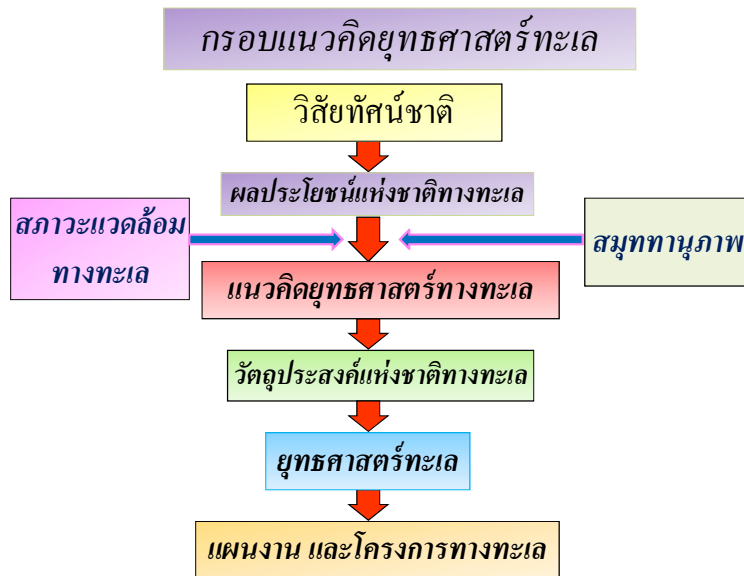 กรอบแนวคิดยุทธศาสตร์ทะเล
วิสัยทัศน์ชาติ
ผลประโยชน์แห่งชาติทางทะเล
สภาวะแวดล้อม
ทางทะเล
สมุททานุภาพ
แนวคิดยุทธศาสตร์ทางทะเล
วัตถุประสงค์แห่งชาติทางทะเล
ยุทธศาสตร์ทะเล
แผนงาน และโครงการทางทะเล